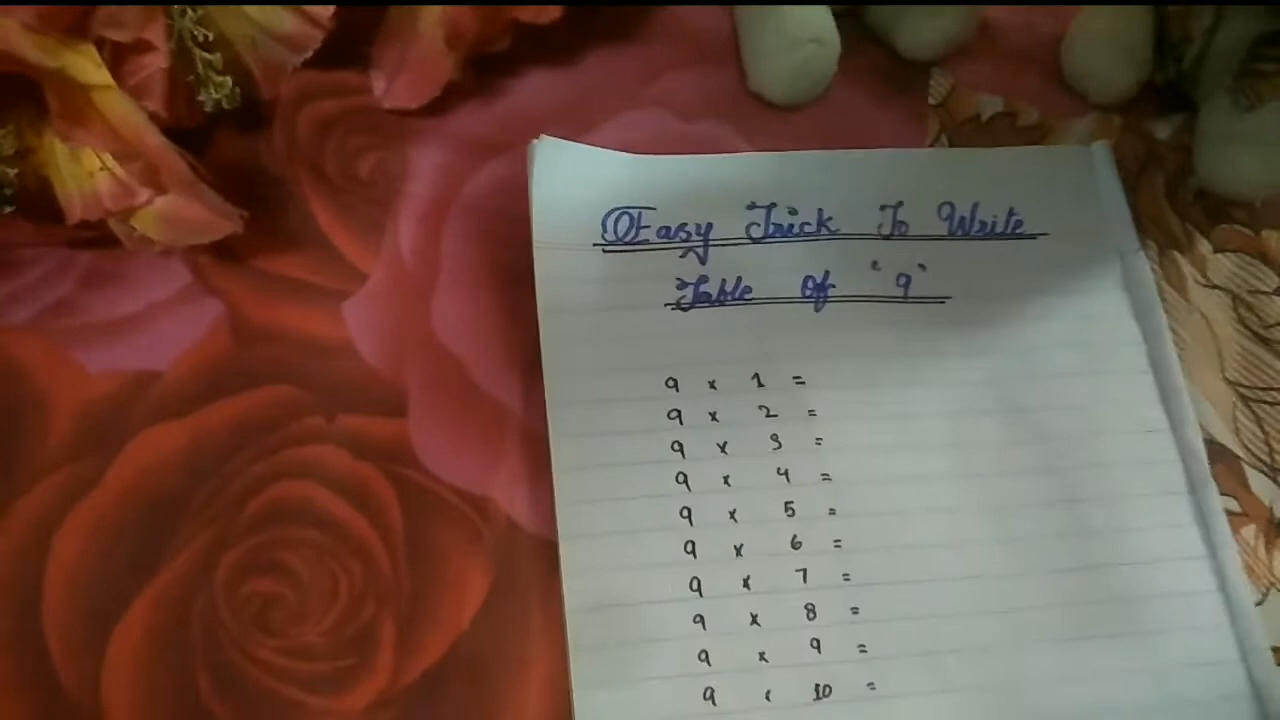 Easy Trick To Write
Table Of '9'
9 x 1 =
9 x 2 =
9 x 3 =
9 x 4 =
9 x 5 =
9 x 6 =
9 x 7 =
9 x 8 =
9 x 9 =
9 x 10 =